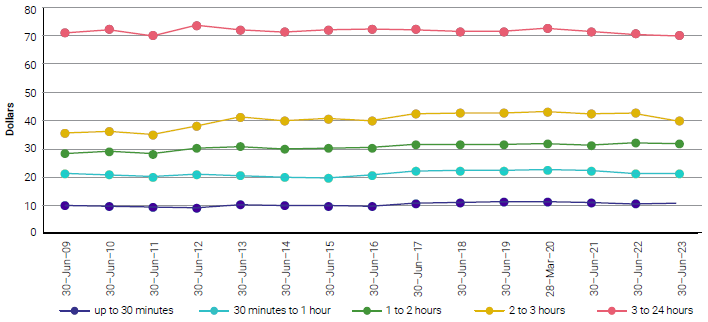 80
70
60
50
40
30
20
10
0
Dollars
30-Jun-09
30-Jun-10
30-Jun-11
30-Jun-12
30-Jun-13
30-Jun-14
30-Jun-15
30-Jun-16
30-Jun-17
30-Jun-18
30-Jun-19
28-Mar-20
30-Jun-21
30-Jun-22
30-Jun-23
up to 30 minutes 30 minutes to 1 hour 1 to 2 hours 2 to 3 hours 3 to 24 hours